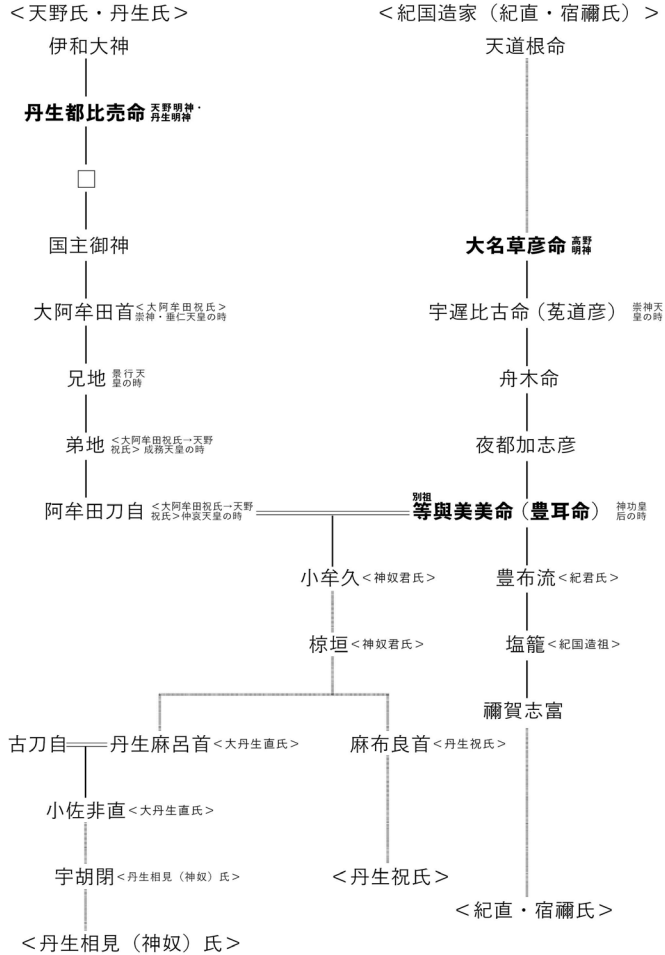 ＜天野氏・丹生氏＞
＜紀国造家（紀直・宿禰氏）＞
伊和大神
天道根命
丹生都比売命 天野明神・
丹生明神
□
国主御神
大名草彦命 高野
明神
大阿牟田首＜大阿牟田祝氏＞
崇神・垂仁天皇の時
宇遅比古命（莵道彦） 崇神天
皇の時
兄地 景行天
皇の時
舟木命
弟地 ＜大阿牟田祝氏→天野
祝氏＞ 成務天皇の時
夜都加志彦
阿牟田刀自 ＜大阿牟田祝氏→天野
祝氏＞仲哀天皇の時
別祖
等與美美命（豊耳命） 神功皇
后の時
小牟久＜神奴君氏＞
豊布流＜紀君氏＞
椋垣＜神奴君氏＞
塩籠＜紀国造祖＞
禰賀志富
古刀自
丹生麻呂首＜大丹生直氏＞
麻布良首＜丹生祝氏＞
小佐非直＜大丹生直氏＞
宇胡閉＜丹生相見（神奴）氏＞
＜丹生祝氏＞
＜紀直・宿禰氏＞
＜丹生相見（神奴）氏＞